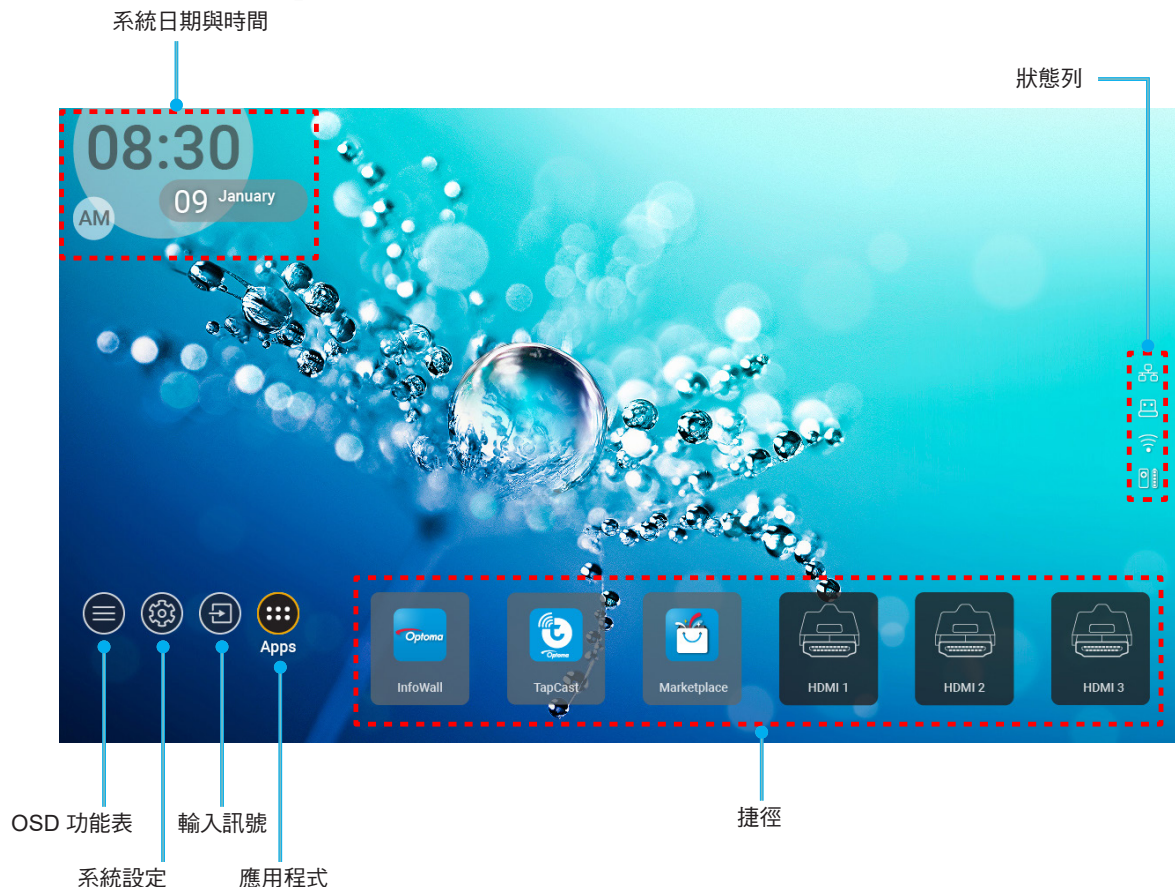 系統日期與時間
狀態列
08:30
09 January
AM
Apps
Optoma
Optoma
InfoWall
TapCast
Marketplace
HDMI 1
HDMI 2
HDMI 3
OSD 功能表
輸入訊號
捷徑
系統設定
應用程式